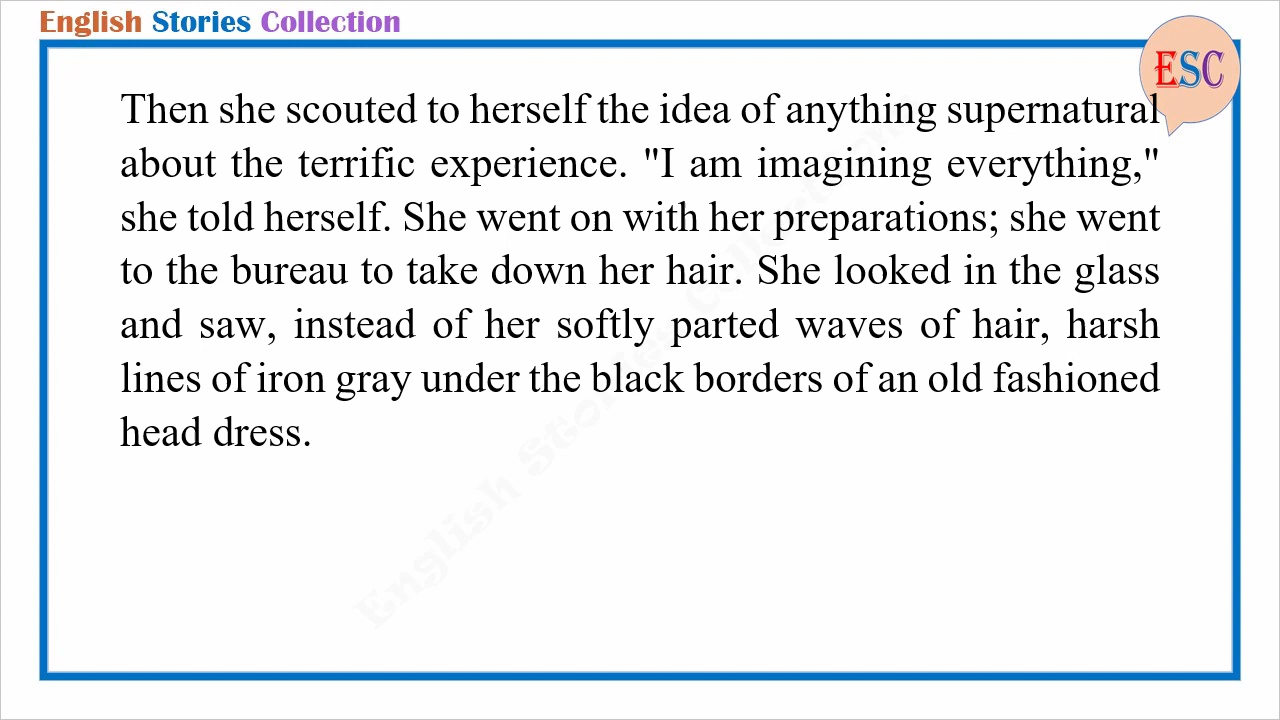 English Stories Collection
ESC
Then she scouted to herself the idea of anything supernatural
about the terrific experience. "I am imagining everything,"
she told herself. She went on with her preparations; she went
to the bureau to take down her hair. She looked in the glass
and saw, instead of her softly parted waves of hair, harsh
lines of iron gray under the black borders of an old fashioned
head dress.
English Stories Collection